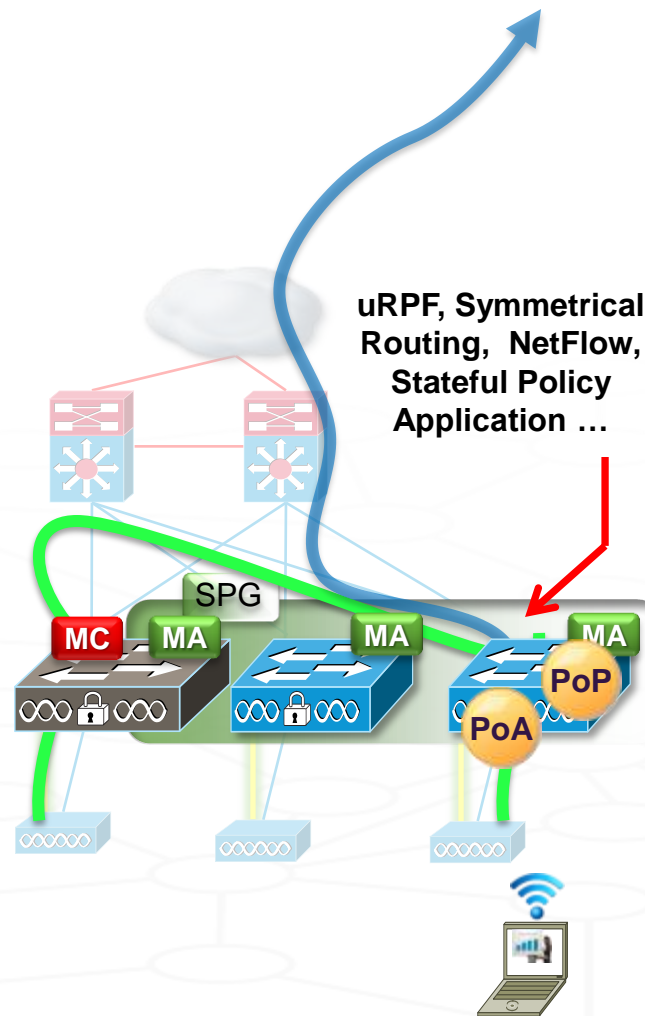 uRPF, Symmetrical
Routing,  NetFlow,
Stateful Policy
Application …
SPG
MC
MA
MA
MA
PoP
PoA